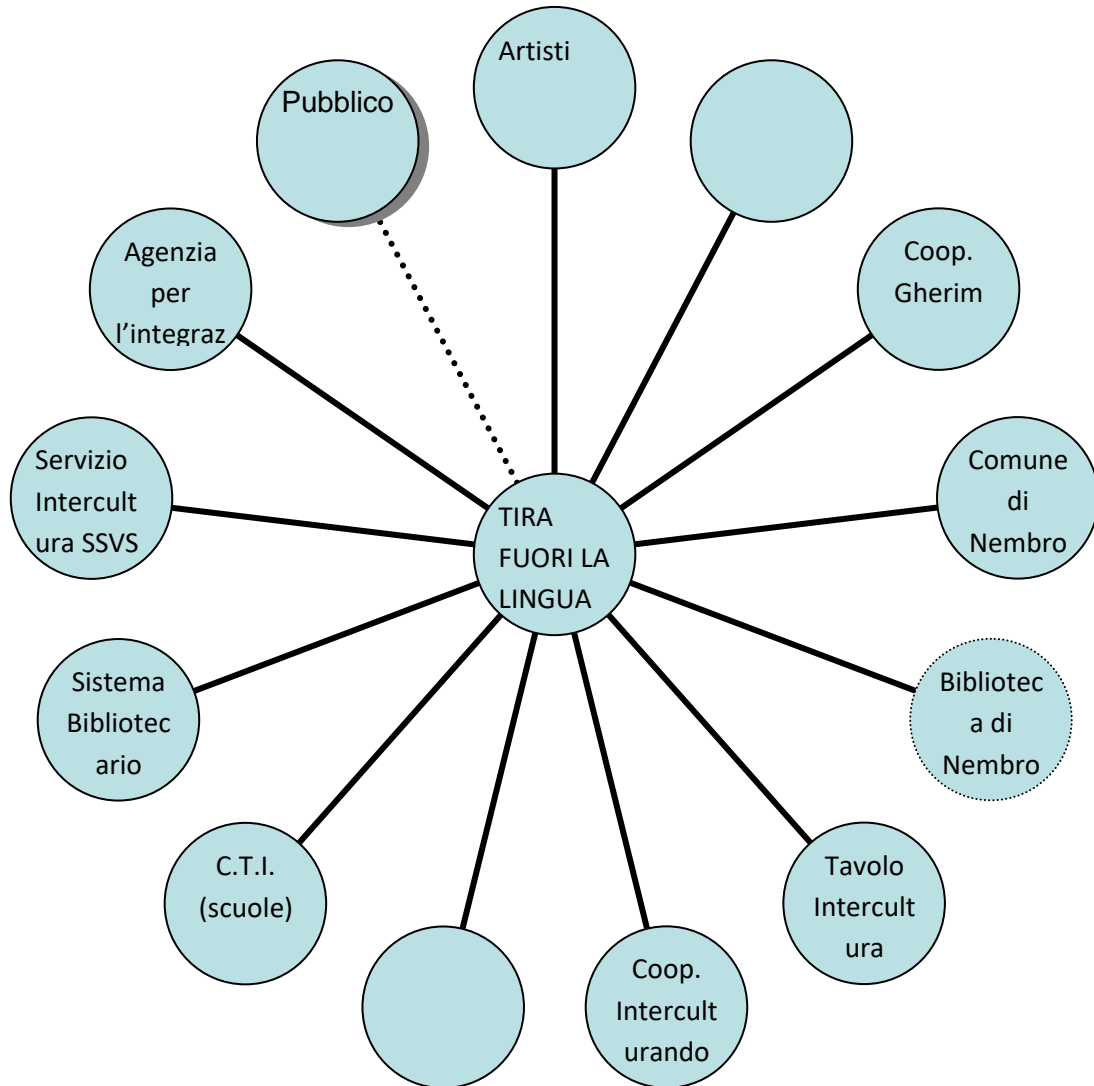 Artisti
Pubblico
Agenzia
per
l’integraz
Coop.
Gherim
Servizio
Intercult
ura SSVS
TIRA
FUORI LA
LINGUA
Comune
di
Nembro
Sistema
Bibliotec
ario
Bibliotec
a di
Nembro
C.T.I.
(scuole)
Tavolo
Intercult
ura
Coop.
Intercult
urando